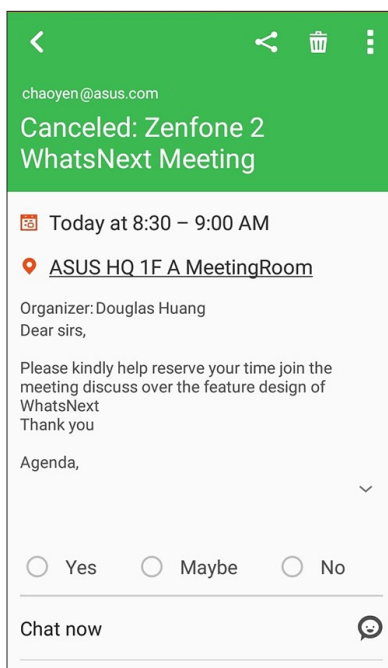 chaoyen@asus.com
Canceled: Zenfone 2
WhatsNext Meeting
Today at 8:30 – 9:00 AM
ASUS HQ 1F A MeetingRoom
Organizer: Douglas Huang
Dear sirs,
Please kindly help reserve your time join the
meeting discuss over the feature design of
WhatsNext
Thank you
Agenda,
Yes Maybe No
Chat now